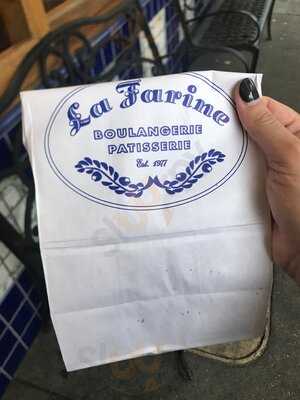 La Farine
BOULANGERIE
PATISSERIE
Est. 1977